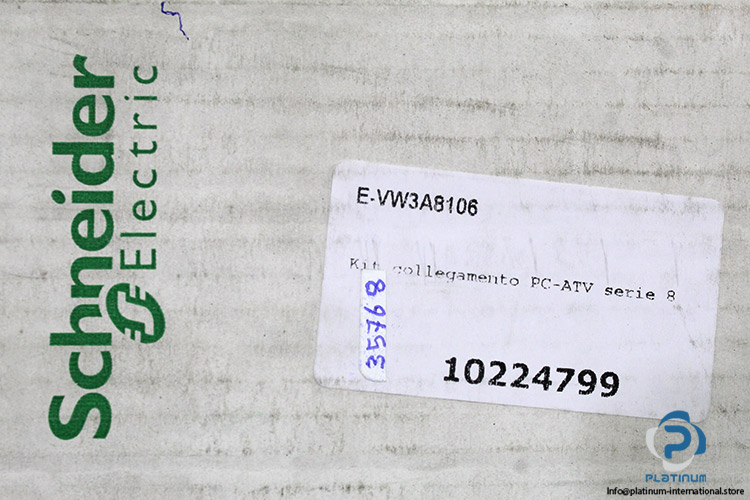 Schneider
Electric
E-VW3A8106
Kit collegamento PC-ATV serie 8
35768
10224799
PLATINUM
Info@platinum-international.store